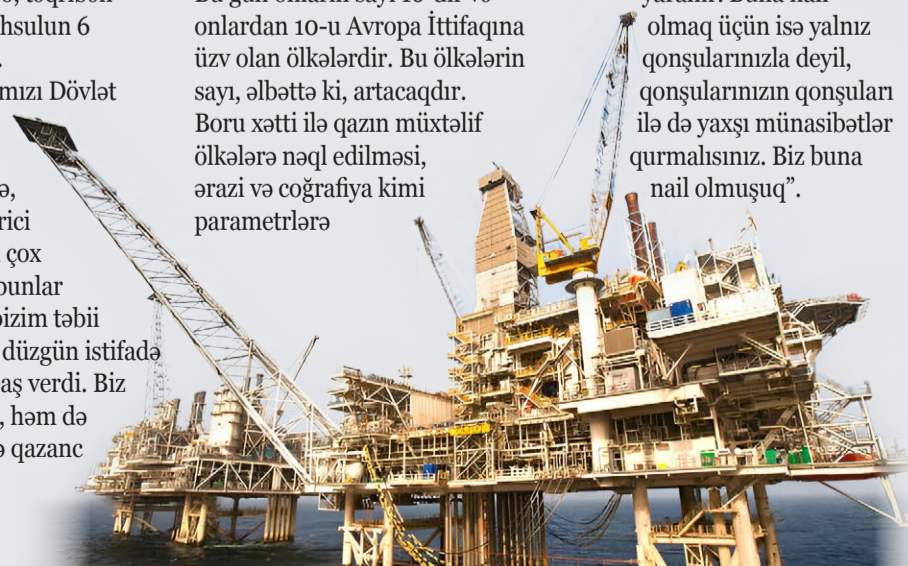 hsulun 6
mızı Dövlət
ə,
rici
çox
bunlar
bizim təbii
düzgün istifadə
aş verdi. Biz
, həm də
ə qazanc
onlardan 10-u Avropa İttifaqına
üzv olan ölkələrdir. Bu ölkələrin
sayı, əlbəttə ki, artacaqdır.
Boru xətti ilə qazın müxtəlif
ölkələrə nəql edilməsi,
ərazi və coğrafiya kimi
parametrlərə
olmaq üçün isə yalnız
qonşularınızla deyil,
qonşularınızın qonşuları
ilə də yaxşı münasibətlər
qurmalısınız. Biz buna
nail olmuşuq”.